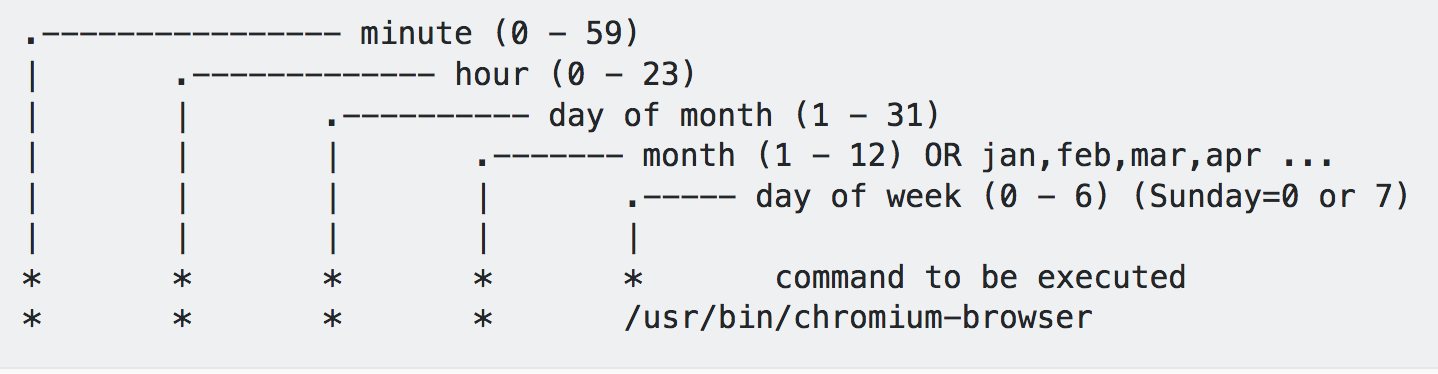 .---------------- minute (0 - 59)
|       .------------- hour (0 - 23)
|       |       .---------- day of month (1 - 31)
|       |       |       .------- month (1 - 12) OR jan,feb,mar,apr ...
|       |       |       |       .----- day of week (0 - 6) (Sunday=0 or 7)
|       |       |       |       |
*       *       *       *       *       command to be executed
*       *       *       *       /usr/bin/chromium-browser